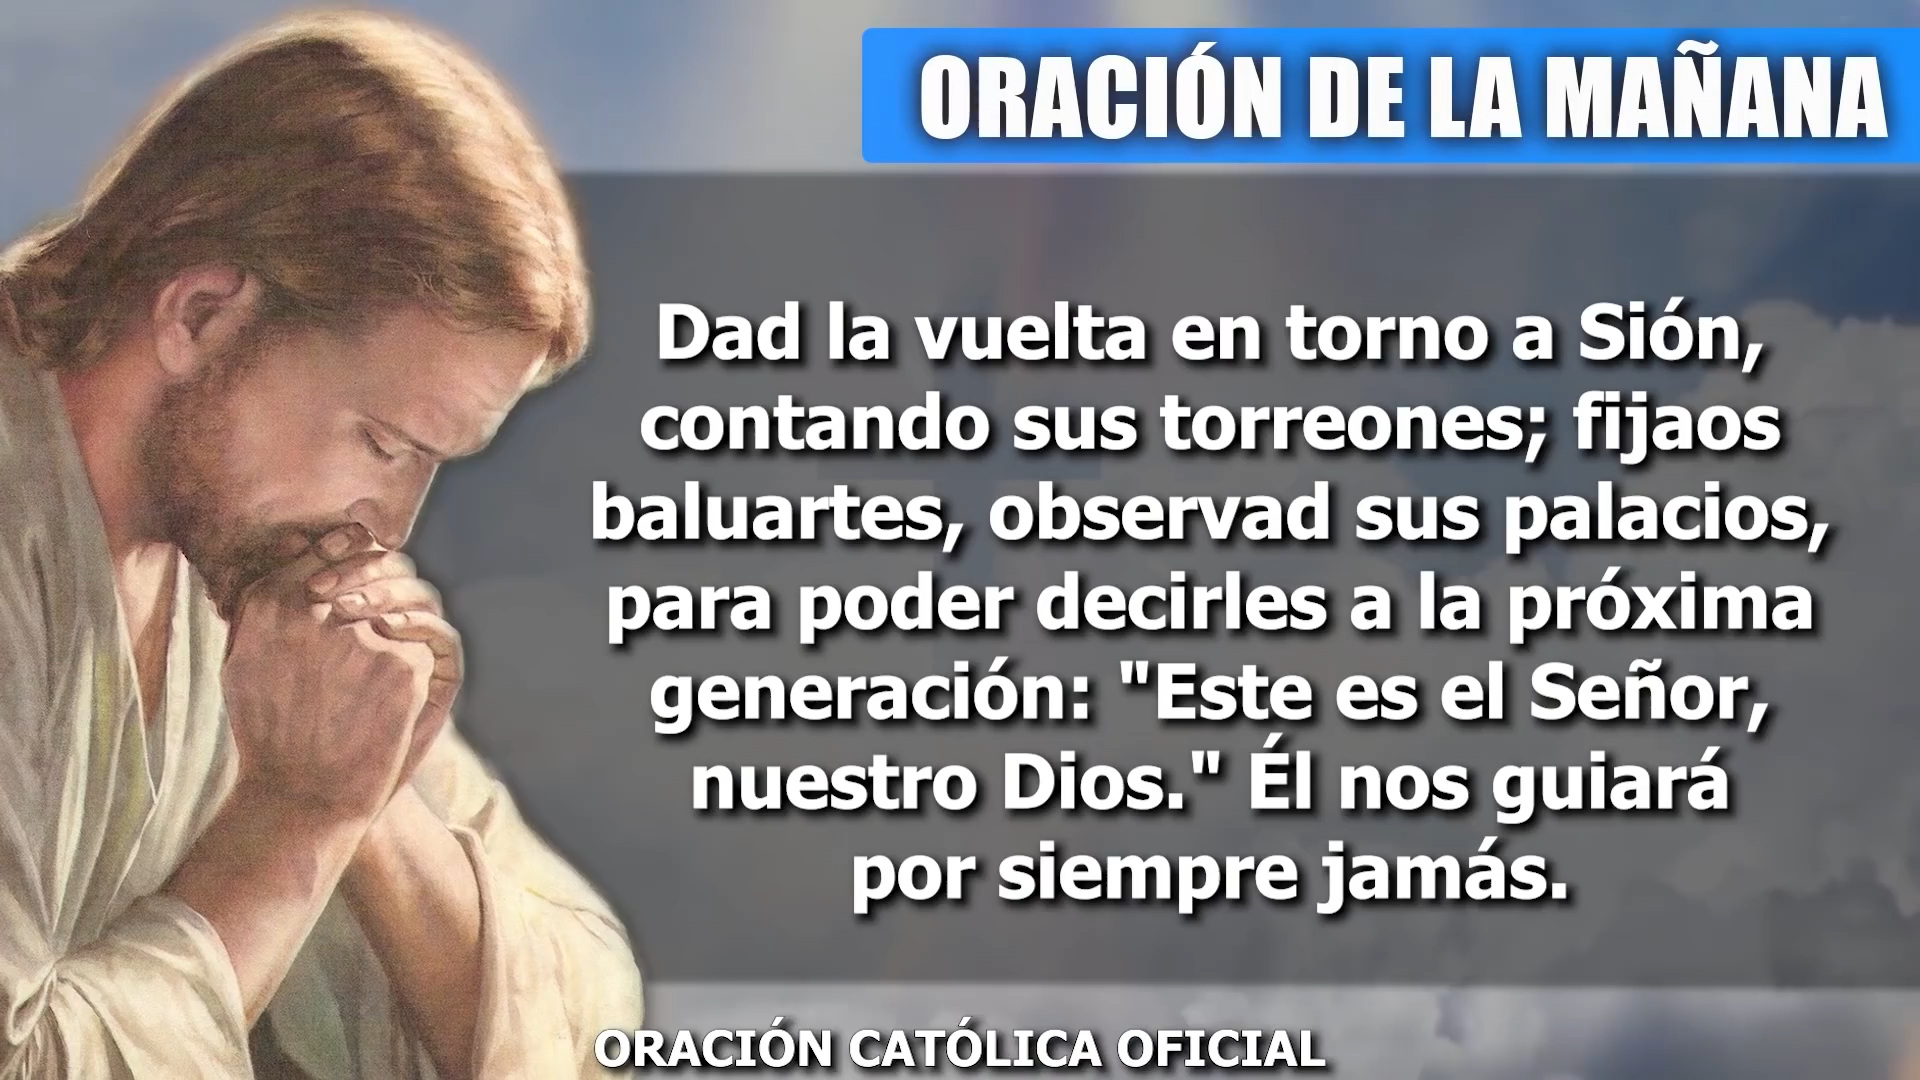 ORACIÓN DE LA MAÑANA
Dad la vuelta en torno a Sión,
contando sus torreones; fijaos
baluartes, observad sus palacios,
para poder decirles a la próxima
generación: "Este es el Señor,
nuestro Dios." Él nos guiará
por siempre jamás.
ORACIÓN CATÓLICA OFICIAL